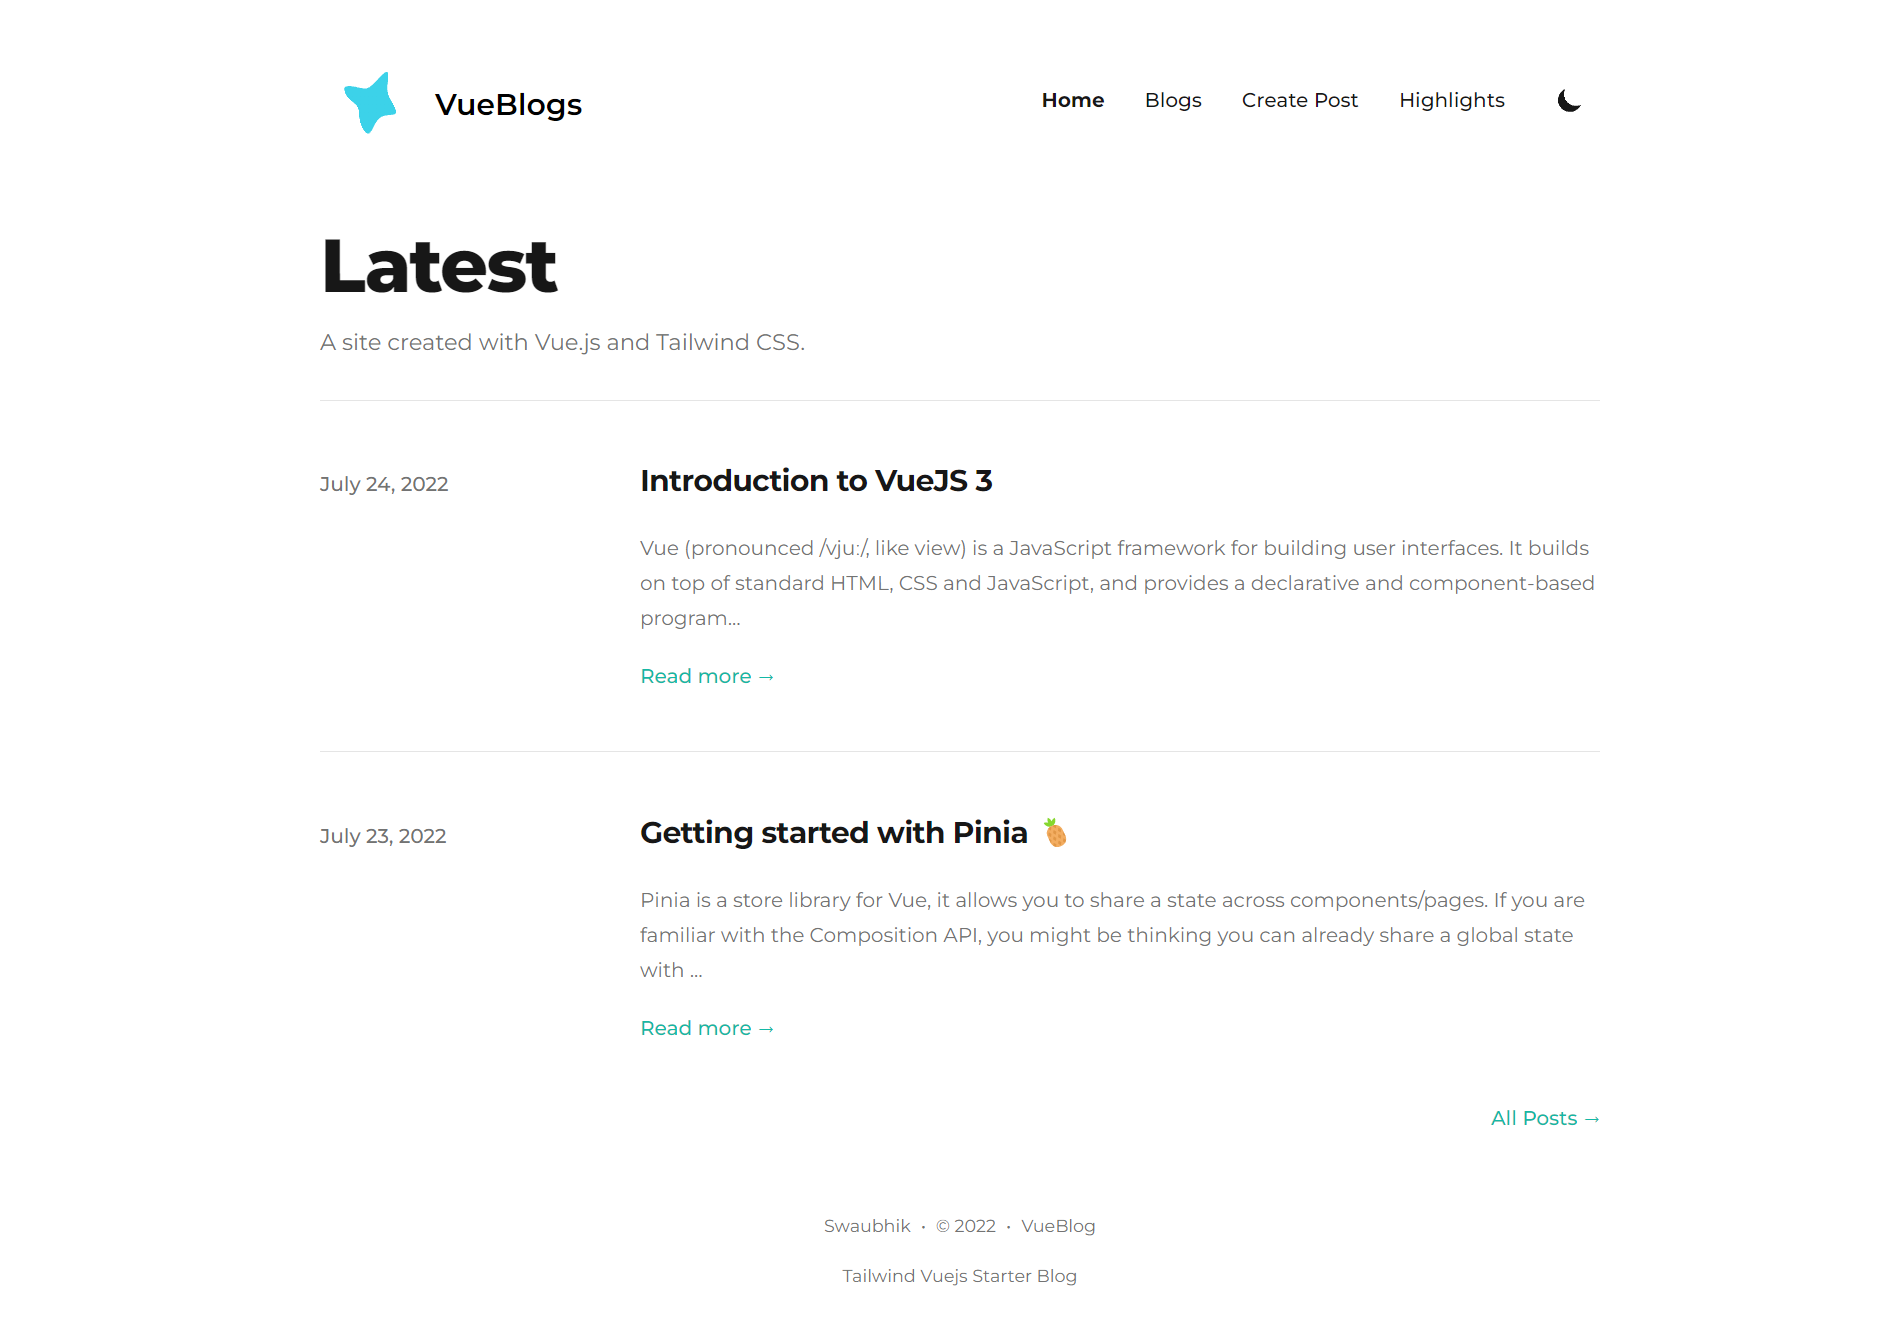 VueBlogs
Home
Blogs
Create Post
Highlights
Latest
A site created with Vue.js and Tailwind CSS.
July 24, 2022
Introduction to VueJS 3
Vue (pronounced /vjuː/, like view) is a JavaScript framework for building user interfaces. It builds
on top of standard HTML, CSS and JavaScript, and provides a declarative and component-based
program...
Read more →
July 23, 2022
Getting started with Pinia 🍍
Pinia is a store library for Vue, it allows you to share a state across components/pages. If you are
familiar with the Composition API, you might be thinking you can already share a global state
with ...
Read more →
All Posts →
Swaubhik • © 2022 • VueBlog
Tailwind Vuejs Starter Blog